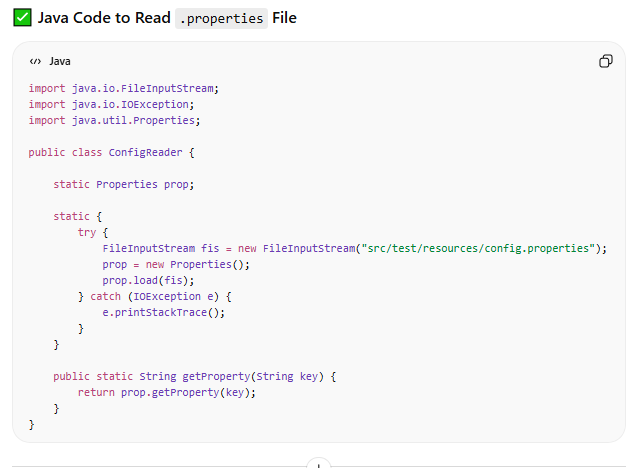 ✅ Java Code to Read .properties File
</> Java
import java.io.FileInputStream;
import java.io.IOException;
import java.util.Properties;

public class ConfigReader {

    static Properties prop;

    static {
        try {
            FileInputStream fis = new FileInputStream("src/test/resources/config.properties");
            prop = new Properties();
            prop.load(fis);
        } catch (IOException e) {
            e.printStackTrace();
        }
    }

    public static String getProperty(String key) {
        return prop.getProperty(key);
    }
}